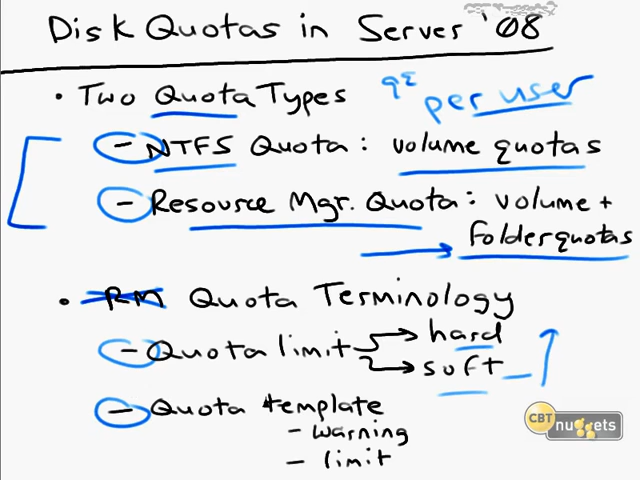 Disk Quotas in Server '08
• Two Quota Types
per user
- NTFS Quota: volume quotas
- Resource Mgr. Quota: volume +
folder quotas
• RM Quota Terminology
- Quota limit → hard
→ soft
- Quota template
- warning
- limit
CBT
nuggets